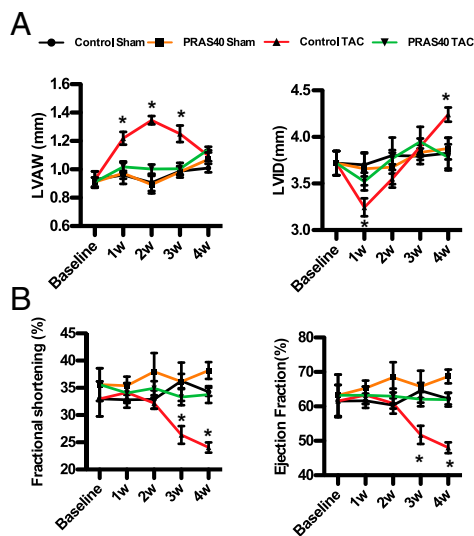 A
Control Sham PRAS40 Sham Control TAC PRAS40 TAC
LVAW (mm)
1.6
1.4
1.2
1.0
0.8
0.6
* * *
Baseline 1w 2w 3w 4w
LVID (mm)
4.5
4.0
3.5
3.0
* *
Baseline 1w 2w 3w 4w
B
Fractional shortening (%)
45
40
35
30
25
20
* *
Baseline 1w 2w 3w 4w
Ejection Fraction(%)
80
70
60
50
40
* *
Baseline 1w 2w 3w 4w